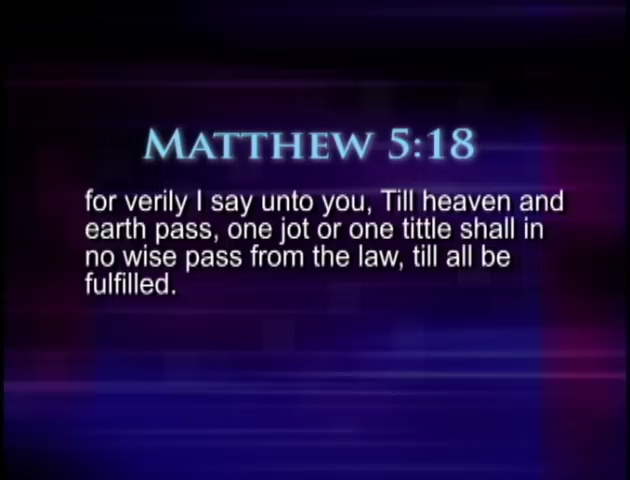 MATTHEW 5:18
for verily I say unto you, Till heaven and
earth pass, one jot or one tittle shall in
no wise pass from the law, till all be
fulfilled.